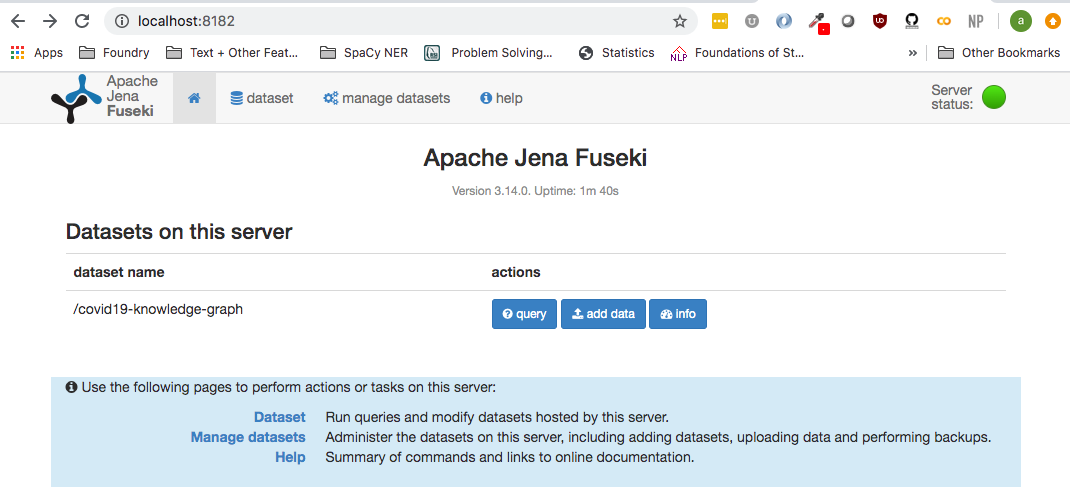 localhost:8182
UD
NP
a
Apps Foundry Text + Other Feat... SpaCy NER Problem Solving... Statistics NLP Foundations of St... » Other Bookmarks
Apache
Jena
Fuseki
dataset manage datasets help
Server
status:
Apache Jena Fuseki
Version 3.14.0. Uptime: 1m 40s
Datasets on this server
dataset name actions
/covid19-knowledge-graph query add data info
Use the following pages to perform actions or tasks on this server:
Dataset Run queries and modify datasets hosted by this server.
Manage datasets Administer the datasets on this server, including adding datasets, uploading data and performing backups.
Help Summary of commands and links to online documentation.